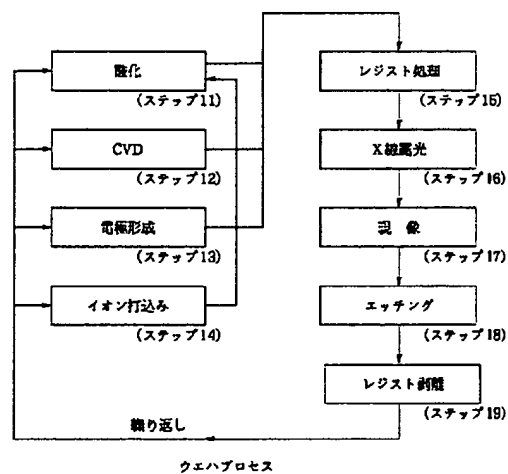 酸化
(ステップ11)
CVD
(ステップ12)
電極形成
(ステップ13)
イオン打込み
(ステップ14)
レジスト処理
(ステップ15)
X線露光
(ステップ16)
現像
(ステップ17)
エッチング
(ステップ18)
レジスト剥離
(ステップ19)
繰り返し
ウエハプロセス